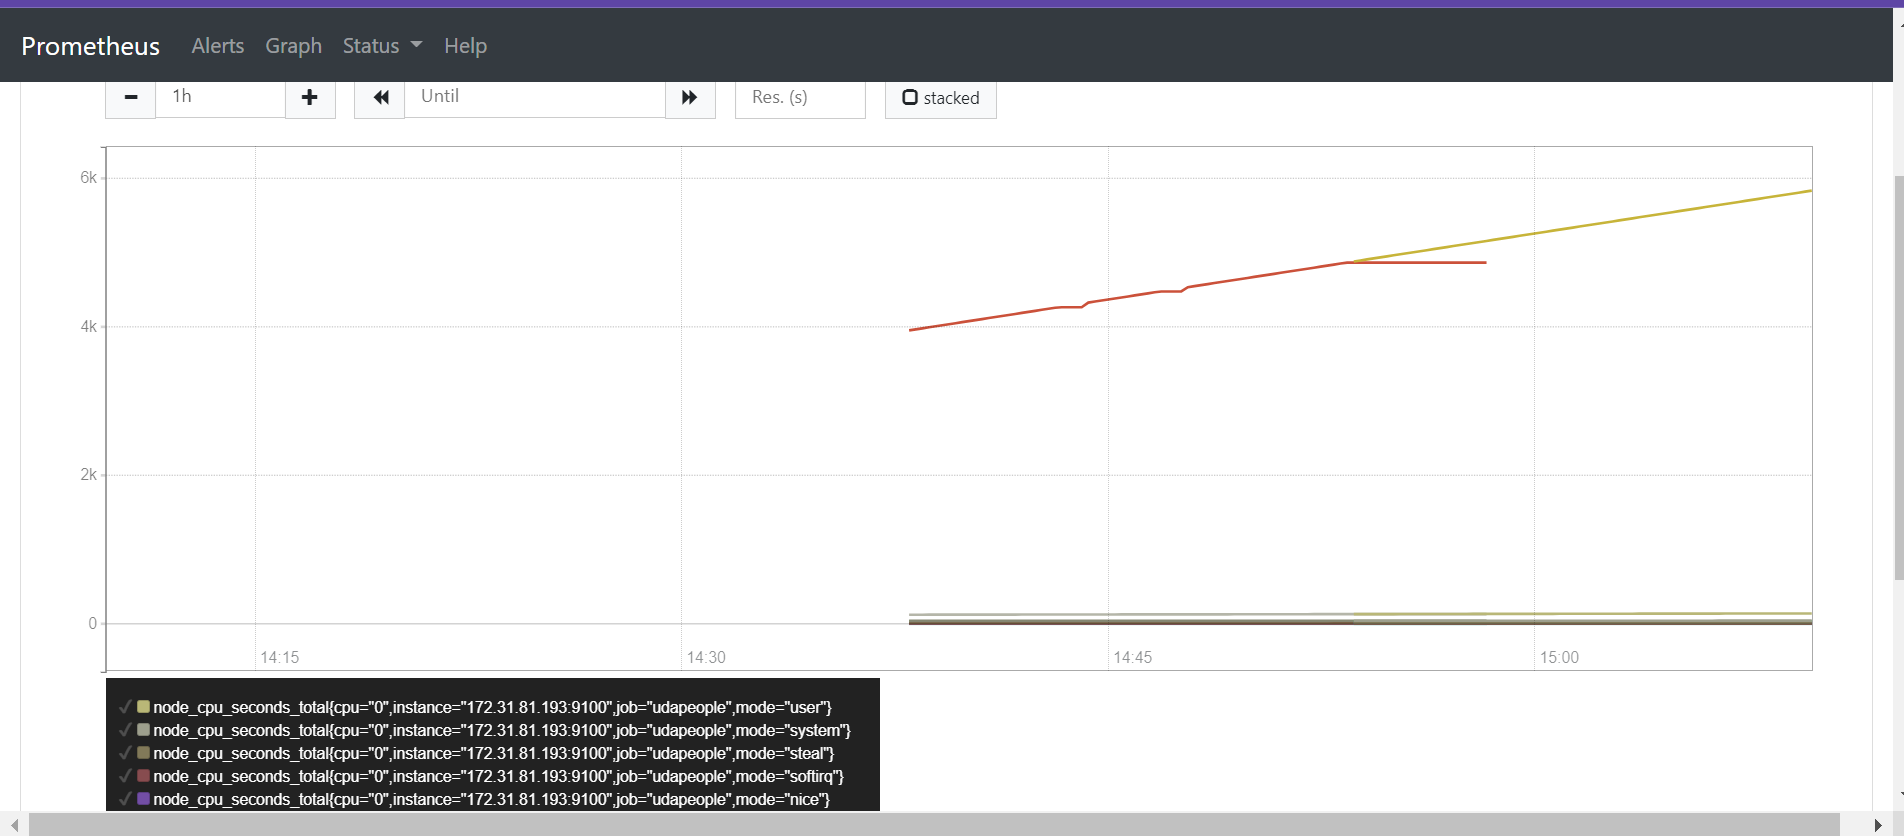 Prometheus Alerts Graph Status Help
1h Until Res. (s) stacked
6k
4k
2k
0
14:15 14:30 14:45 15:00
node_cpu_seconds_total{cpu="0",instance="172.31.81.193:9100",job="udapeople",mode="user"}
node_cpu_seconds_total{cpu="0",instance="172.31.81.193:9100",job="udapeople",mode="system"}
node_cpu_seconds_total{cpu="0",instance="172.31.81.193:9100",job="udapeople",mode="steal"}
node_cpu_seconds_total{cpu="0",instance="172.31.81.193:9100",job="udapeople",mode="softirq"}
node_cpu_seconds_total{cpu="0",instance="172.31.81.193:9100",job="udapeople",mode="nice"}